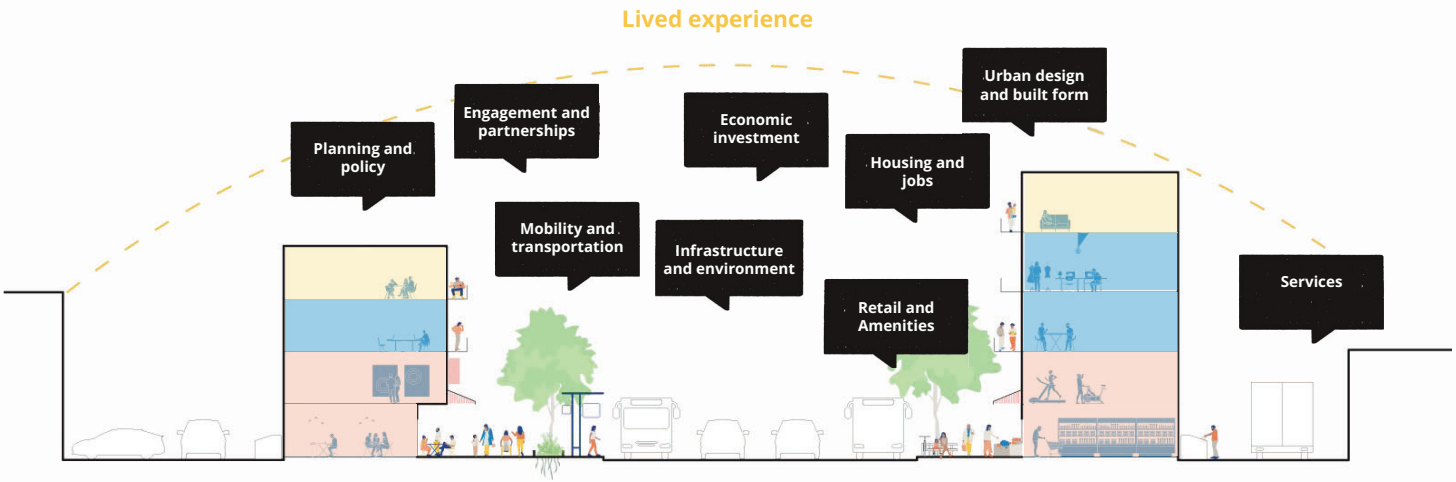 Lived experience
Urban design
and built form
Engagement and
partnerships
Economic
investment
Planning and
policy
Housing and
jobs
Mobility and
transportation
Infrastructure
and environment
Services
Retail and
Amenities